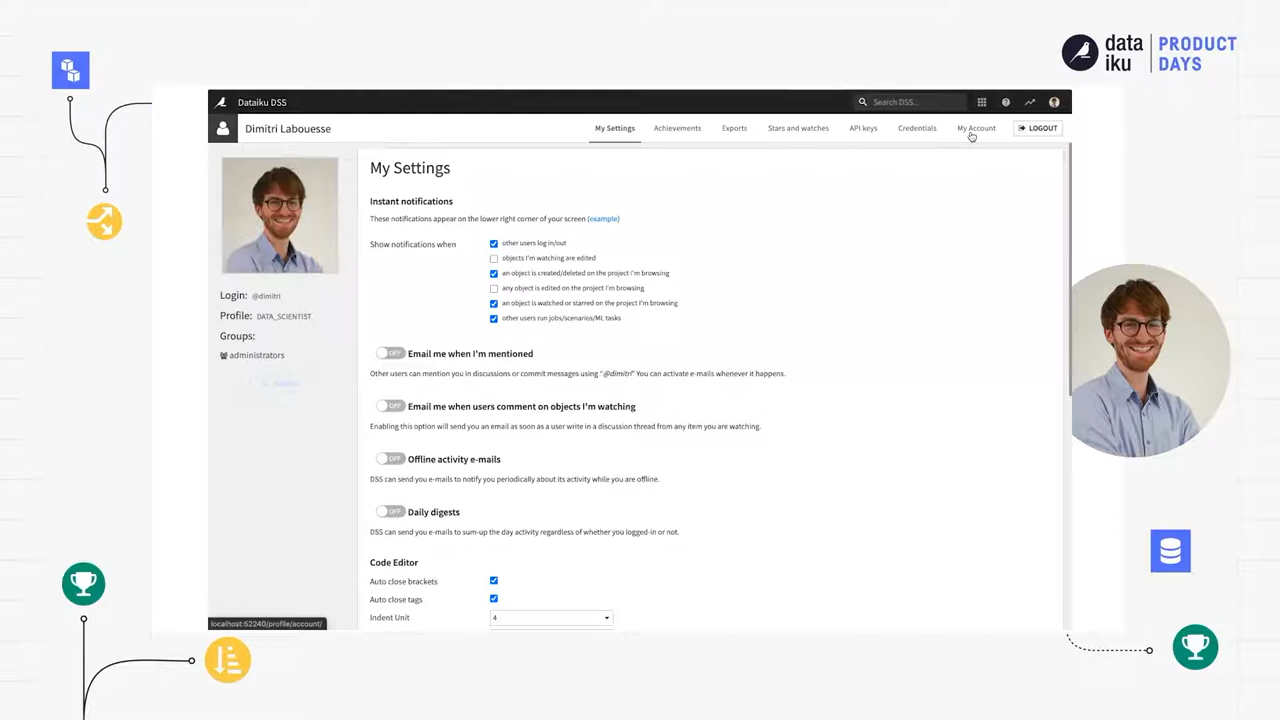 data
iku
PRODUCT
DAYS
Dataiku DSS
Search DSS...
Dimitri Labouesse
My Settings
Achievements
Exports
Stars and watches
API keys
Credentials
My Account
LOGOUT
My Settings
Instant notifications
These notifications appear on the lower right corner of your screen (example)
Show notifications when
other users log in/out
objects I'm watching are edited
an object is created/deleted on the project I'm browsing
any object is edited on the project I'm browsing
an object is watched or starred on the project I'm browsing
other users run jobs/scenarios/ML tasks
Login: @dimitri
Profile: DATA_SCIENTIST
Groups:
administrators
OFF Email me when I'm mentioned
Other users can mention you in discussions or commit messages using "@dimitri" You can activate e-mails whenever it happens.
OFF Email me when users comment on objects I'm watching
Enabling this option will send you an email as soon as a user write in a discussion thread from any item you are watching.
OFF Offline activity e-mails
DSS can send you e-mails to notify you periodically about its activity while you are offline.
OFF Daily digests
DSS can send you e-mails to sum-up the day activity regardless of whether you logged-in or not.
Code Editor
Auto close brackets
Auto close tags
Indent Unit
4
localhost:52240/profile/account/